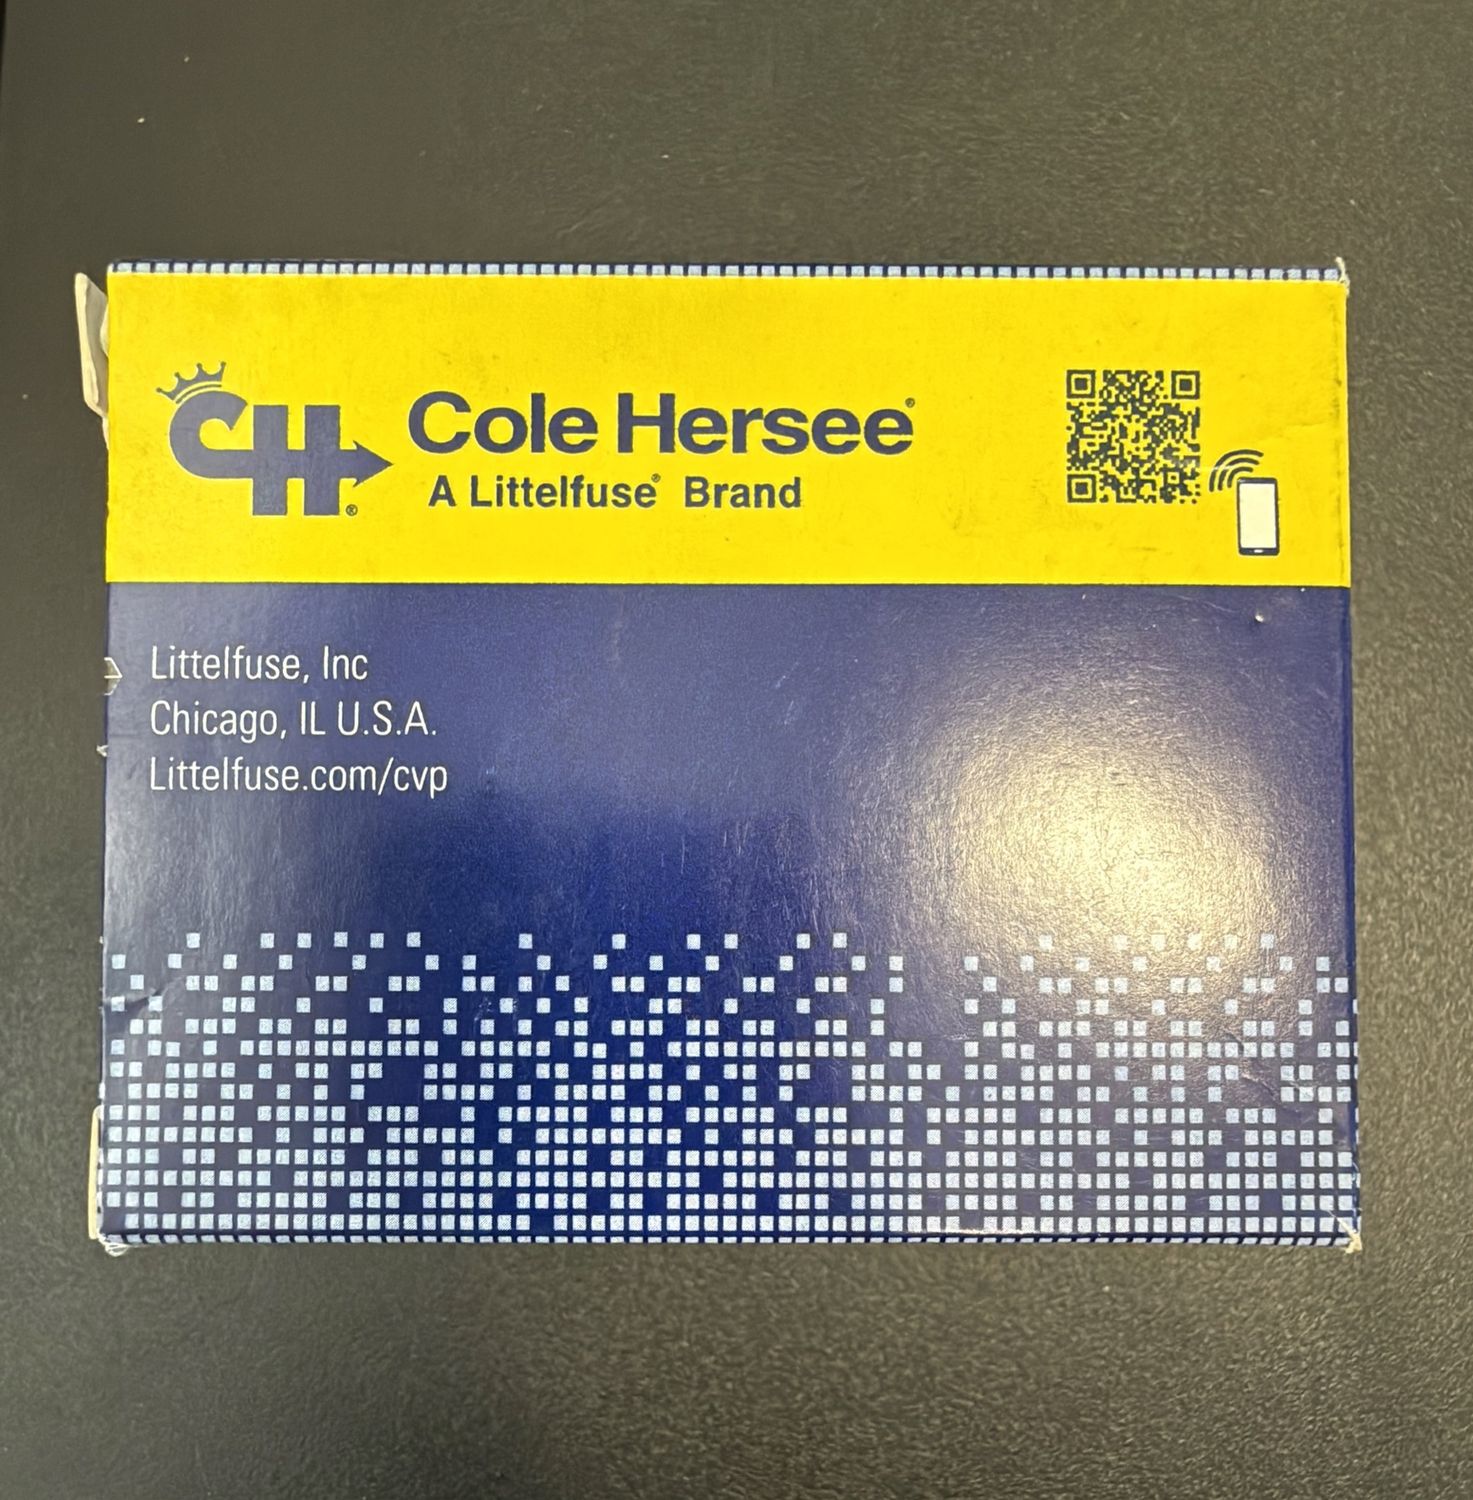 CH®
Cole Hersee®
A Littelfuse® Brand
Littelfuse, Inc
Chicago, IL U.S.A.
Littelfuse.com/cvp